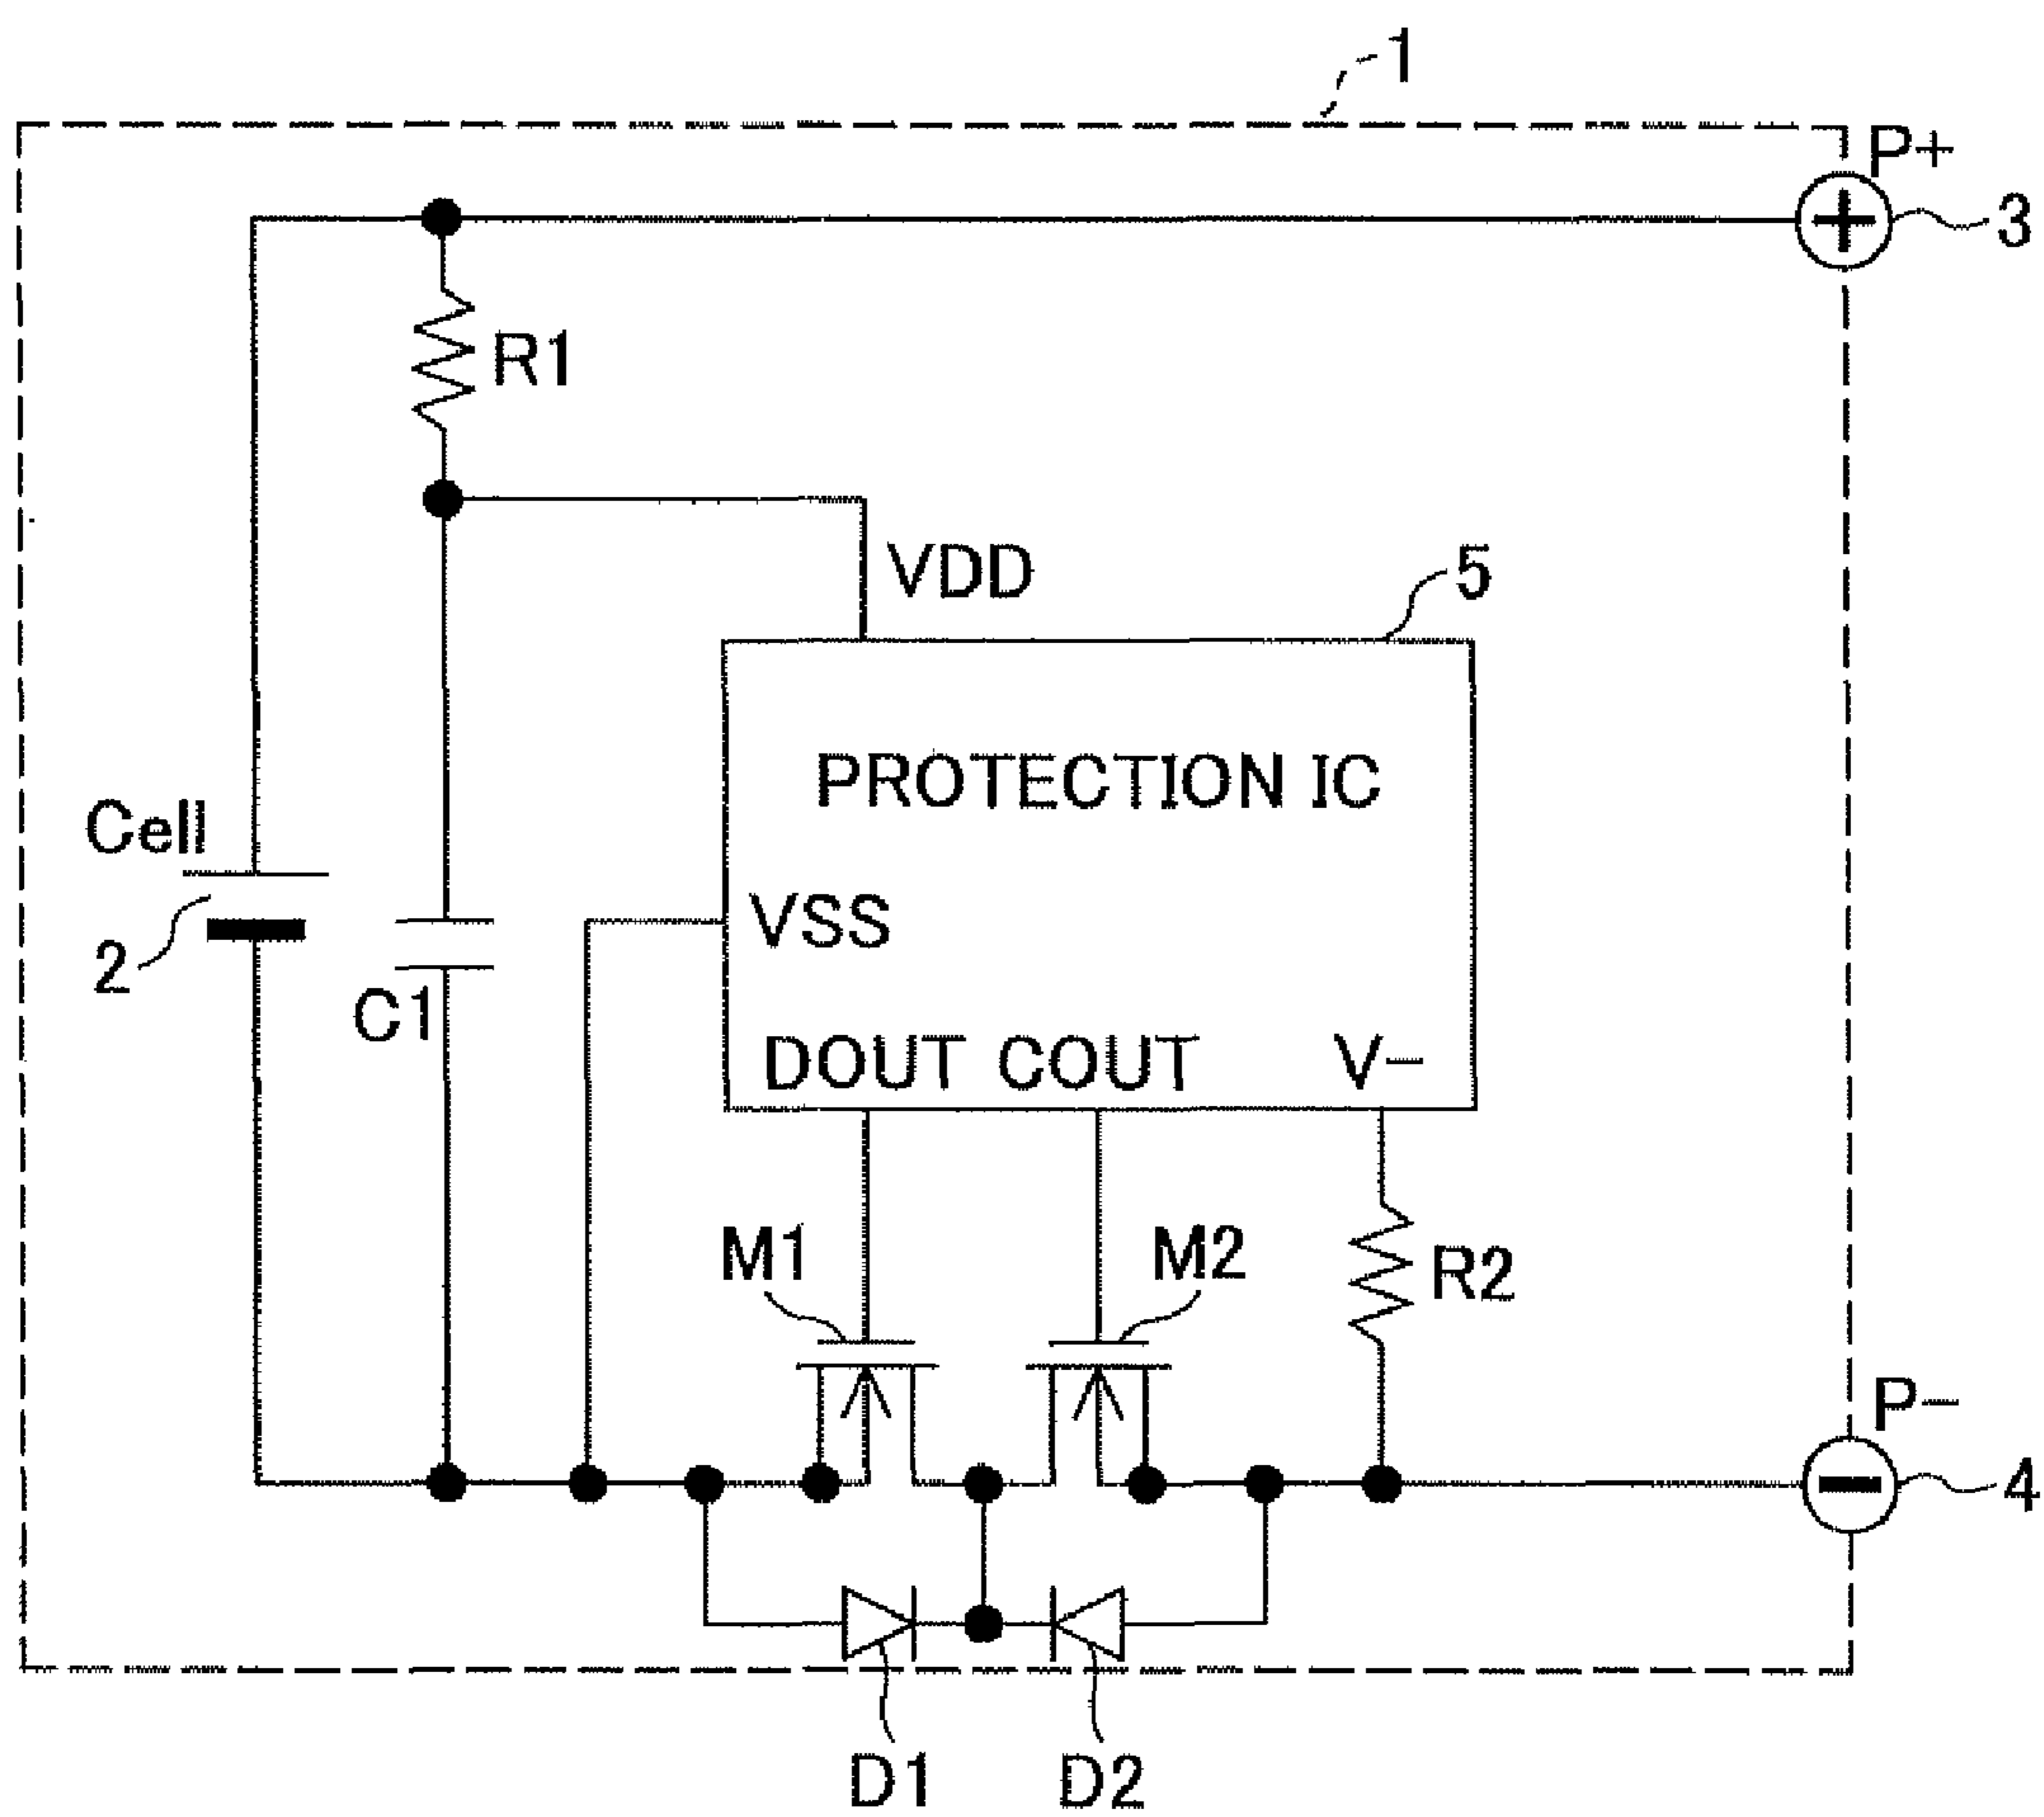 1
P+
3
R1
VDD
5
PROTECTION IC
Cell
VSS
2
C1
DOUT COUT V-
M1
M2
R2
P-
4
D1
D2